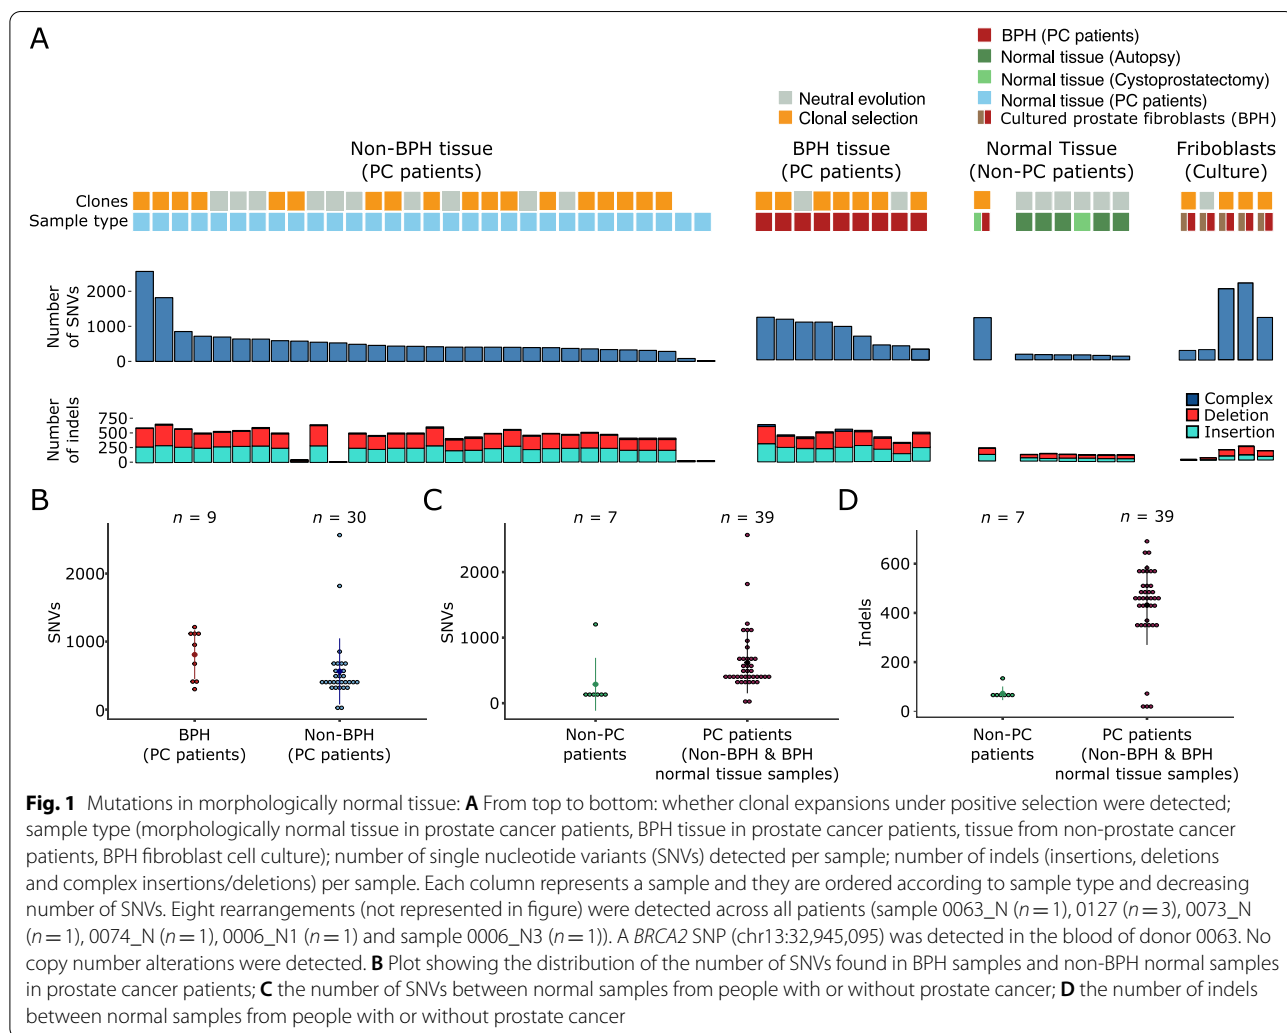 A
BPH (PC patients)
Normal tissue (Autopsy)
Normal tissue (Cystoprostatectomy)
Normal tissue (PC patients)
Cultured prostate fibroblasts (BPH)
Neutral evolution
Clonal selection
Non-BPH tissue
(PC patients)
BPH tissue
(PC patients)
Normal Tissue
(Non-PC patients)
Friboblasts
(Culture)
Clones
Sample type
Number
of SNVs
2000
1000
0
Number
of indels
750
500
250
0
Complex
Deletion
Insertion
B
n = 9
n = 30
SNVs
2000
1000
0
BPH
(PC patients)
Non-BPH
(PC patients)
C
n = 7
n = 39
SNVs
2000
1000
0
Non-PC
patients
PC patients
(Non-BPH & BPH
normal tissue samples)
D
n = 7
n = 39
Indels
600
400
200
0
Non-PC
patients
PC patients
(Non-BPH & BPH
normal tissue samples)
Fig. 1 Mutations in morphologically normal tissue: A From top to bottom: whether clonal expansions under positive selection were detected;
sample type (morphologically normal tissue in prostate cancer patients, BPH tissue in prostate cancer patients, tissue from non-prostate cancer
patients, BPH fibroblast cell culture); number of single nucleotide variants (SNVs) detected per sample; number of indels (insertions, deletions
and complex insertions/deletions) per sample. Each column represents a sample and they are ordered according to sample type and decreasing
number of SNVs. Eight rearrangements (not represented in figure) were detected across all patients (sample 0063_N (n = 1), 0127 (n = 3), 0073_N
(n = 1), 0074_N (n = 1), 0006_N1 (n = 1) and sample 0006_N3 (n = 1)). A BRCA2 SNP (chr13:32,945,095) was detected in the blood of donor 0063. No
copy number alterations were detected. B Plot showing the distribution of the number of SNVs found in BPH samples and non-BPH normal samples
in prostate cancer patients; C the number of SNVs between normal samples from people with or without prostate cancer; D the number of indels
between normal samples from people with or without prostate cancer